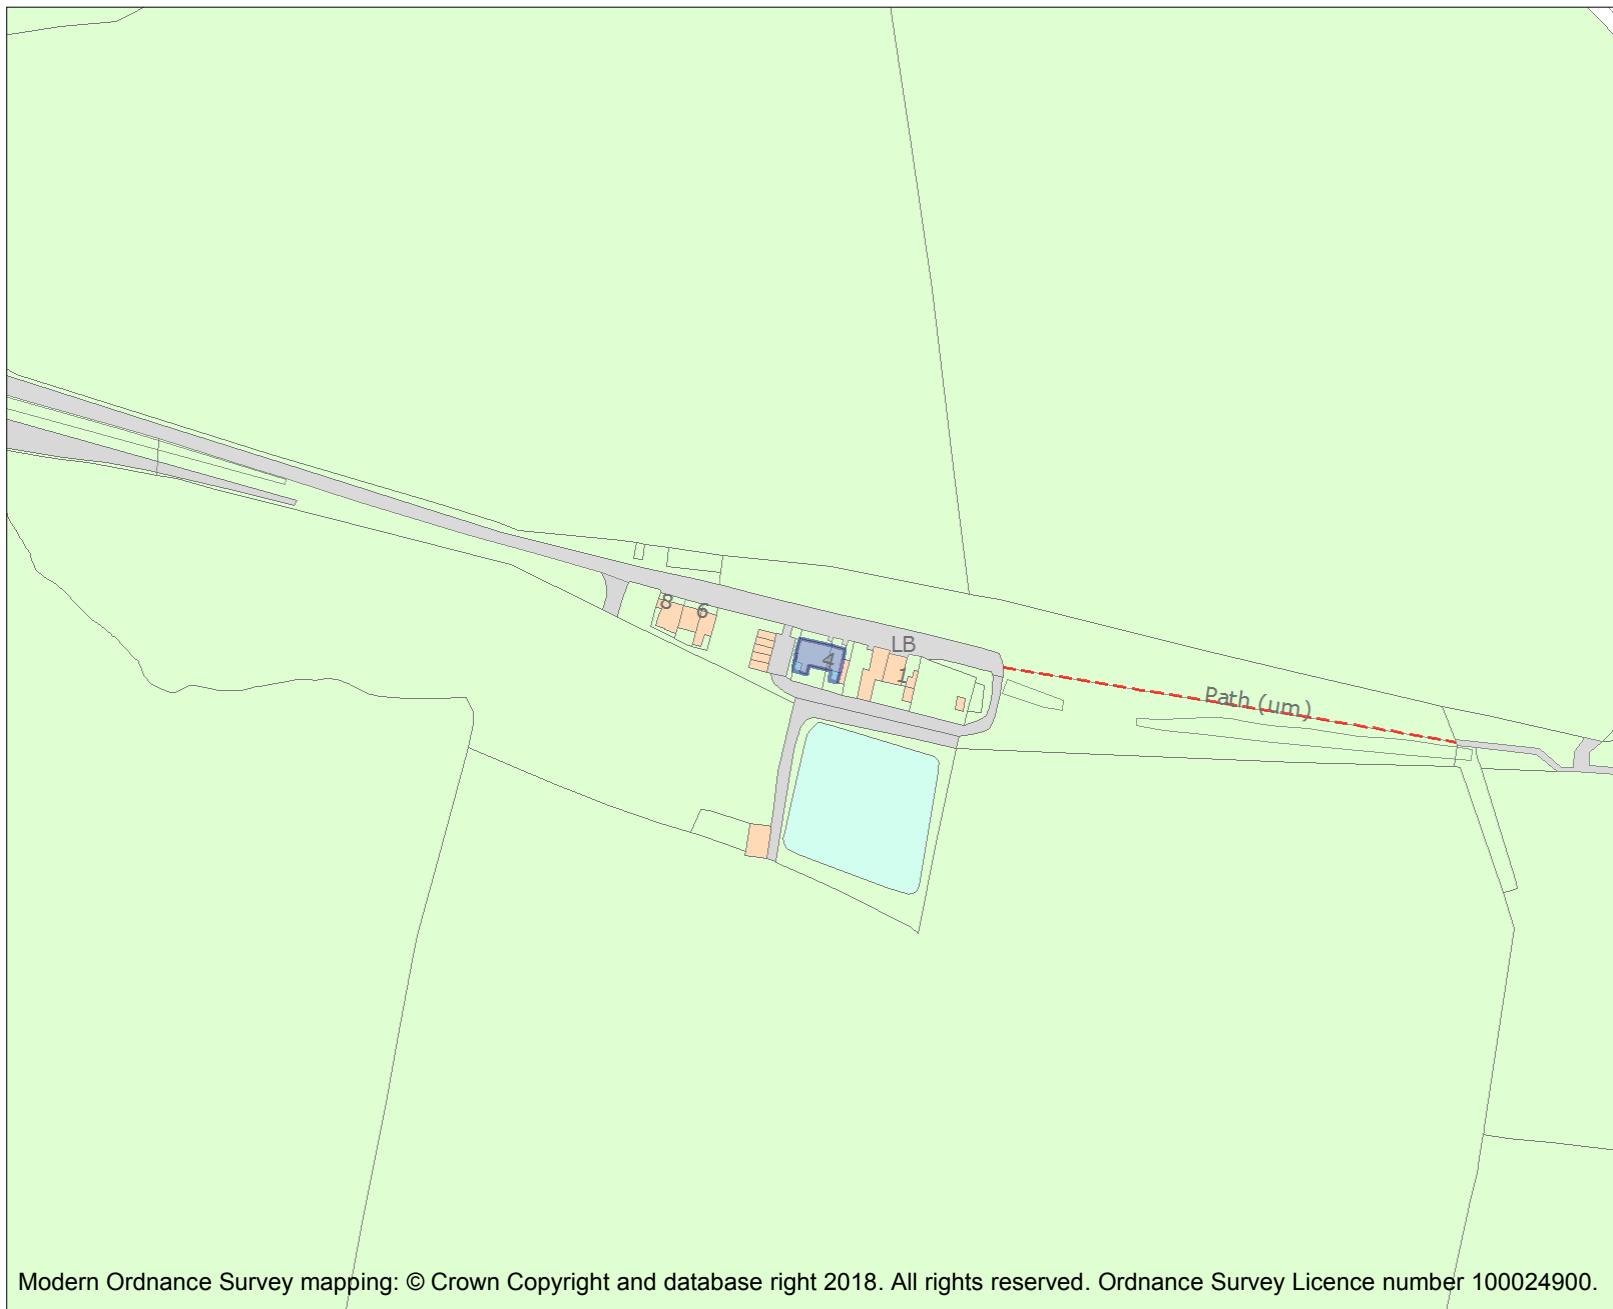 8
6
LB
4
1
Path (um)
Modern Ordnance Survey mapping: © Crown Copyright and database right 2018. All rights reserved. Ordnance Survey Licence number 100024900.